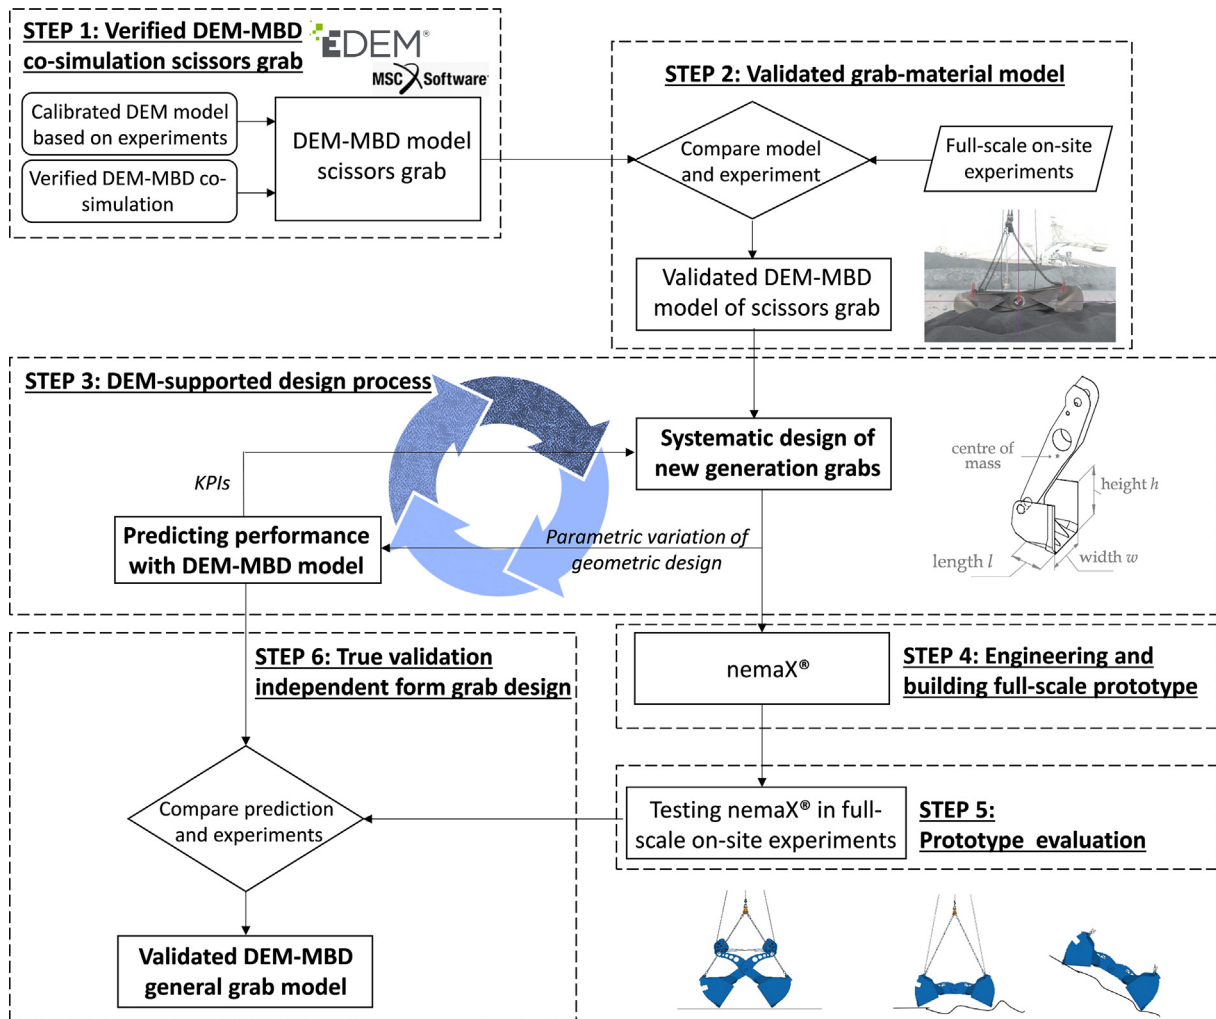 STEP 1: Verified DEM-MBD
co-simulation scissors grab
EDEM®
MSC Software®
Calibrated DEM model
based on experiments
Verified DEM-MBD co-
simulation
DEM-MBD model
scissors grab
STEP 2: Validated grab-material model
Compare model
and experiment
Full-scale on-site
experiments
Validated DEM-MBD
model of scissors grab
STEP 3: DEM-supported design process
Systematic design of
new generation grabs
KPIs
Predicting performance
with DEM-MBD model
Parametric variation of
geometric design
centre of
mass
height h
length l
width w
STEP 4: Engineering and
building full-scale prototype
nemaX®
STEP 5:
Prototype evaluation
Testing nemaX® in full-
scale on-site experiments
STEP 6: True validation
independent form grab design
Compare prediction
and experiments
Validated DEM-MBD
general grab model